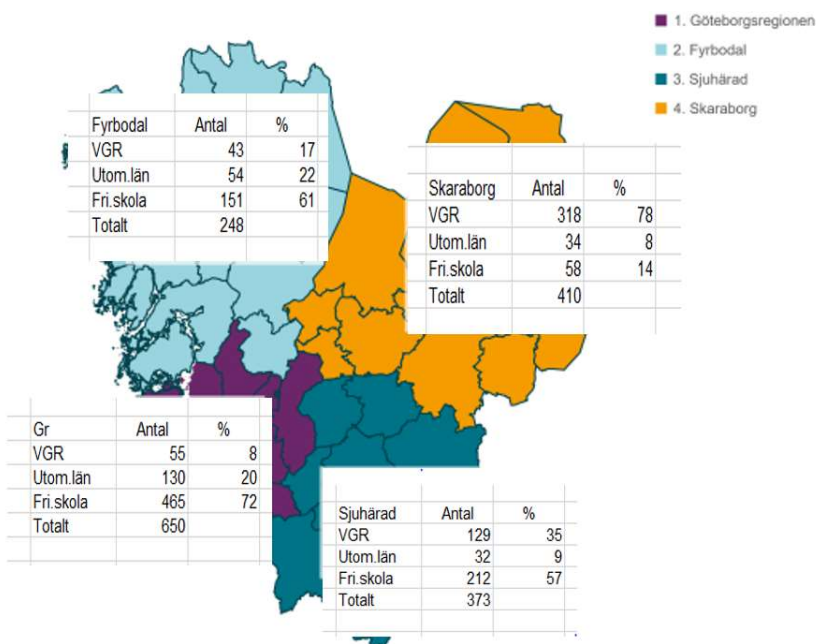 1. Göteborgsregionen
2. Fyrbodal
3. Sjuhärad
4. Skaraborg
Fyrbodal Antal %
VGR 43 17
Utom.län 54 22
Fri.skola 151 61
Totalt 248
Skaraborg Antal %
VGR 318 78
Utom.län 34 8
Fri.skola 58 14
Totalt 410
Gr Antal %
VGR 55 8
Utom.län 130 20
Fri.skola 465 72
Totalt 650
Sjuhärad Antal %
VGR 129 35
Utom.län 32 9
Fri.skola 212 57
Totalt 373